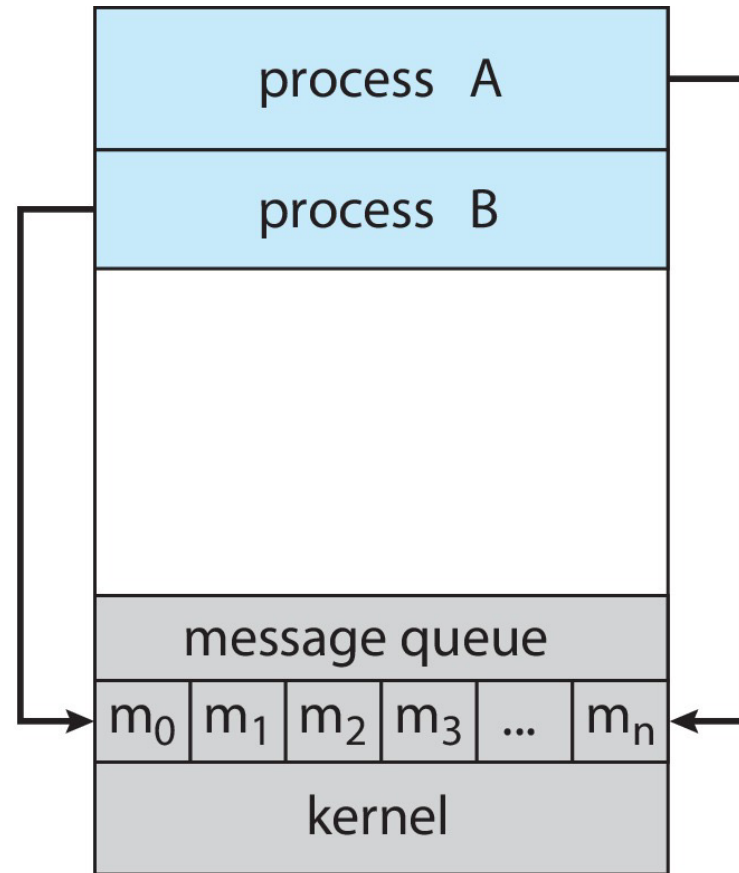 process A
process B
message queue
m₀ m₁ m₂ m₃ ... mₙ
kernel